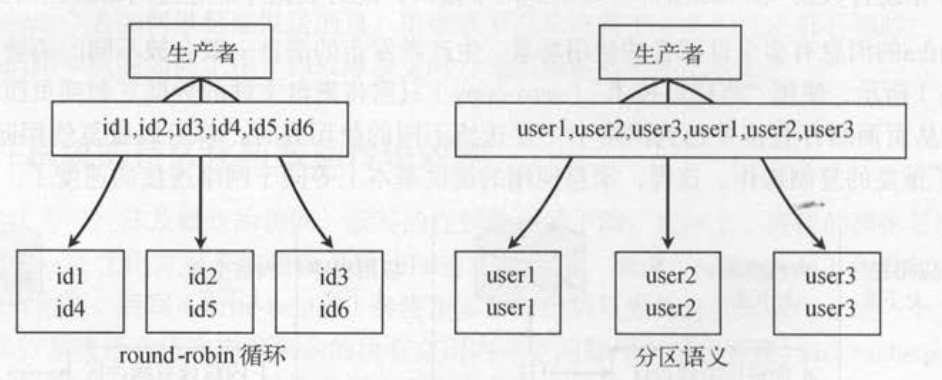 生产者
id1,id2,id3,id4,id5,id6
id1
id4
id2
id5
id3
id6
round-robin 循环
生产者
user1,user2,user3,user1,user2,user3
user1
user1
user2
user2
user3
user3
分区语义